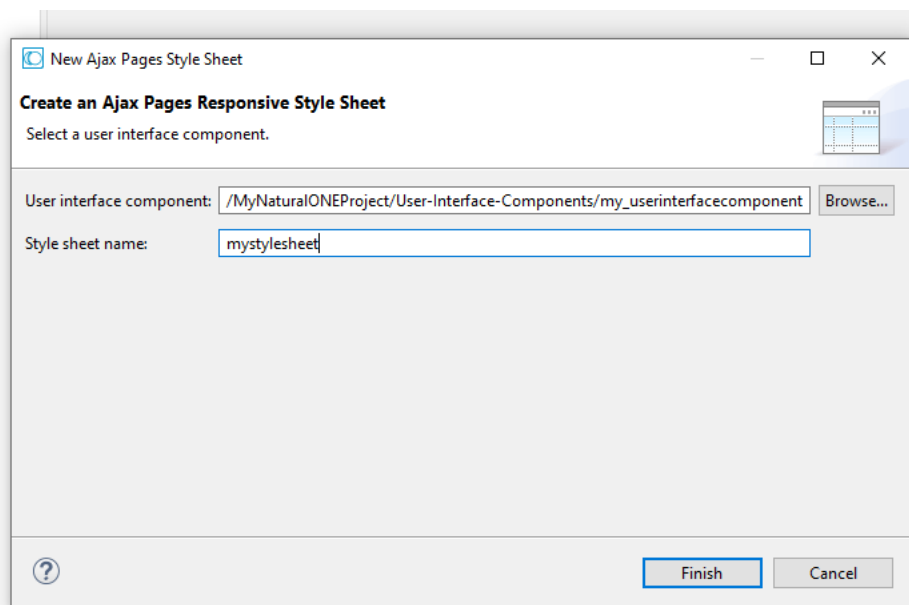 New Ajax Pages Style Sheet
Create an Ajax Pages Responsive Style Sheet
Select a user interface component.
User interface component: /MyNaturalONEProject/User-Interface-Components/my_userinterfacecomponent Browse...
Style sheet name: mystylesheet
? Finish Cancel